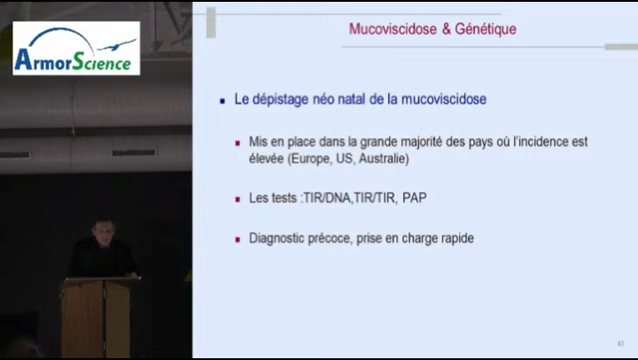 ArmorScience
Mucoviscidose & Génétique
Le dépistage néo natal de la mucoviscidose
Mis en place dans la grande majorité des pays où l'incidence est
élevée (Europe, US, Australie)
Les tests :TIR/DNA,TIR/TIR, PAP
Diagnostic précoce, prise en charge rapide